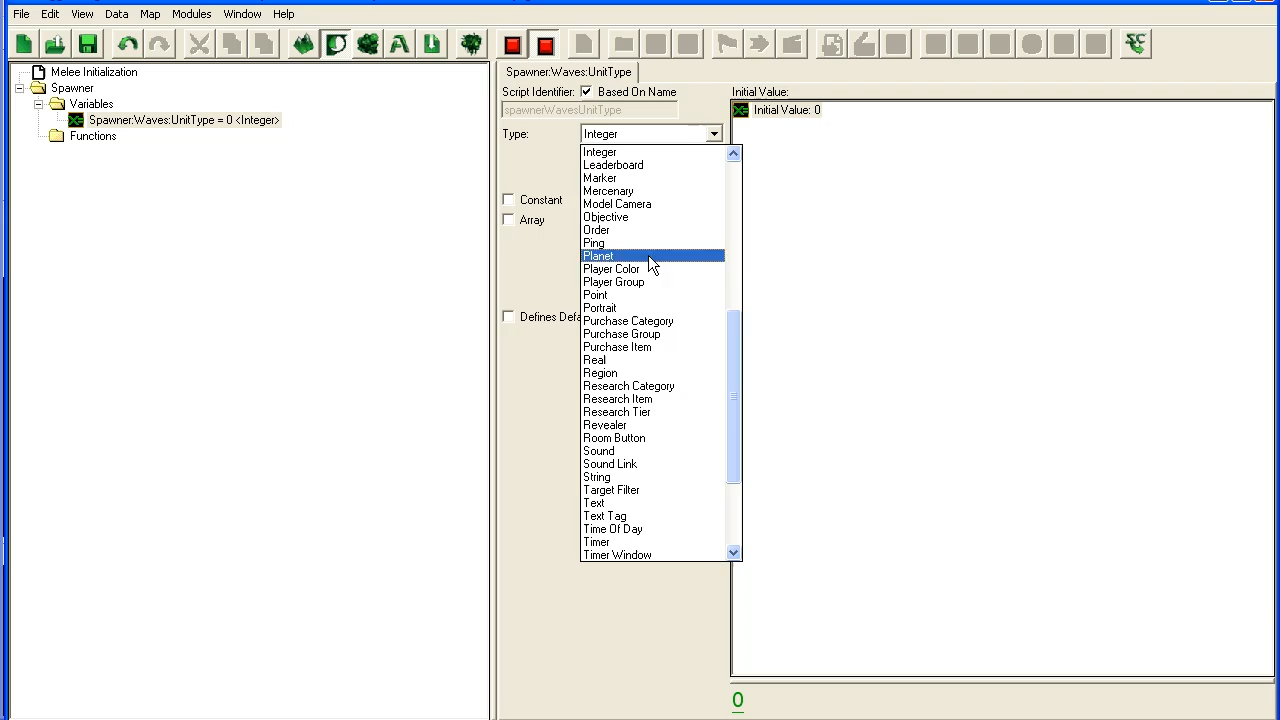 File Edit View Data Map Modules Window Help
Melee Initialization
Spawner
Variables
Spawner:Waves:UnitType = 0 <Integer>
Functions
Spawner:Waves:UnitType
Script Identifier: Based On Name
spawnerWavesUnitType
Type: Integer
Integer
Leaderboard
Marker
Mercenary
Model Camera
Objective
Order
Ping
Planet
Player Color
Player Group
Point
Portrait
Purchase Category
Purchase Group
Purchase Item
Real
Region
Research Category
Research Item
Research Tier
Revealer
Room Button
Sound
Sound Link
String
Target Filter
Text
Text Tag
Time Of Day
Timer
Timer Window
Constant
Array
Defines Defa
Initial Value:
Initial Value: 0
0